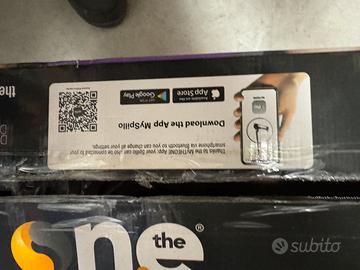 Download the App MySpillo
Thanks to the MYTHEONE App, your Spillo can also be connected to your
smartphone via Bluetooth so you can change all your settings.
Available on the
App Store
GET IT ON
Google Play
the
the
one
®
subito